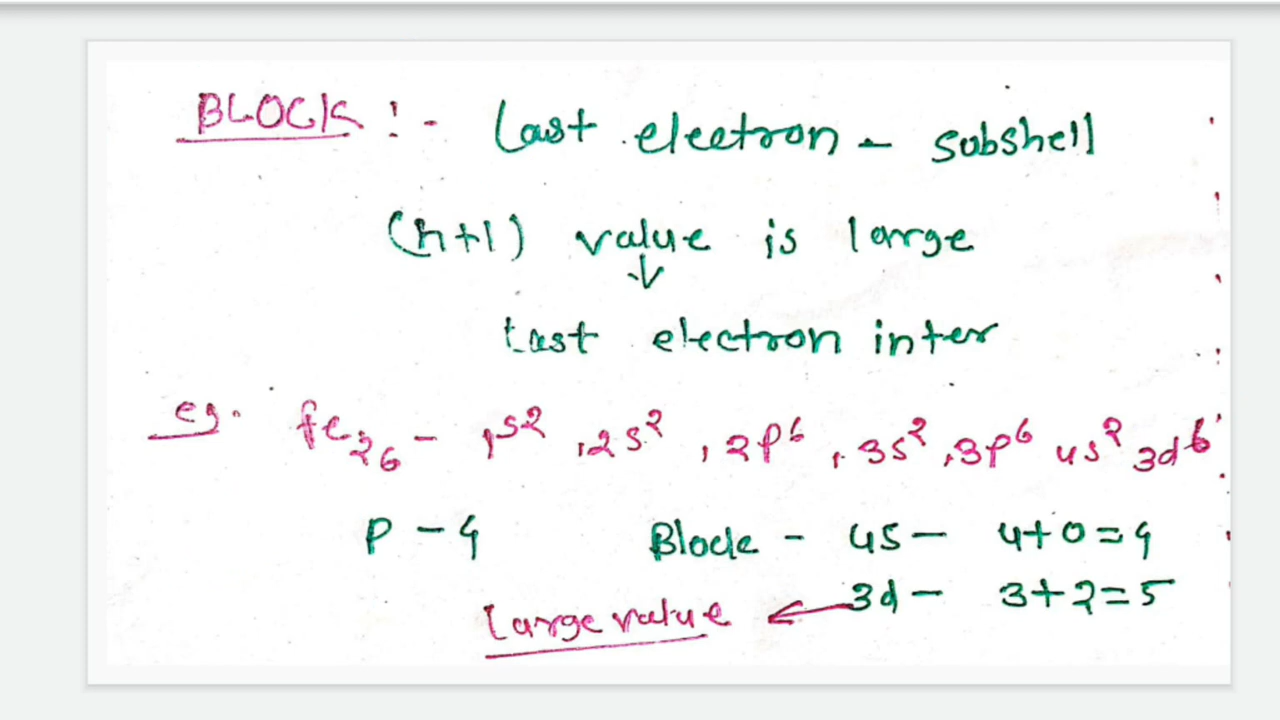 BLOCK :- Last electron - subshell
(n+l) value is large
↓
Last electron inter
eg. fe26 - 1s², 2s², 2p⁶, 3s², 3p⁶ 4s² 3d⁶
P - 4 Block - 4s - 4+0=4
Large value ← 3d - 3+2=5